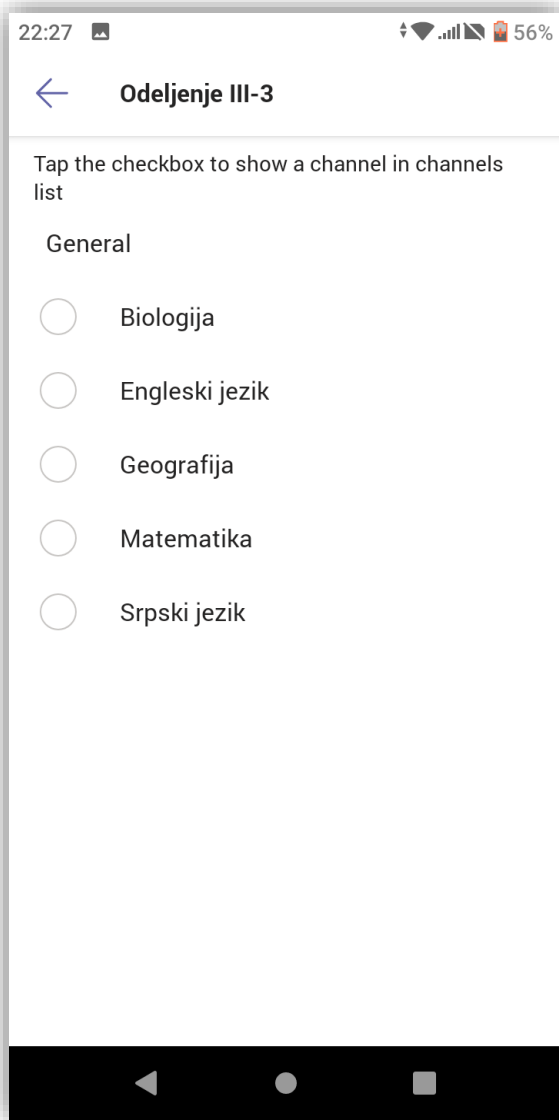 22:27
56%
Odeljenje III-3
Tap the checkbox to show a channel in channels
list
General
Biologija
Engleski jezik
Geografija
Matematika
Srpski jezik